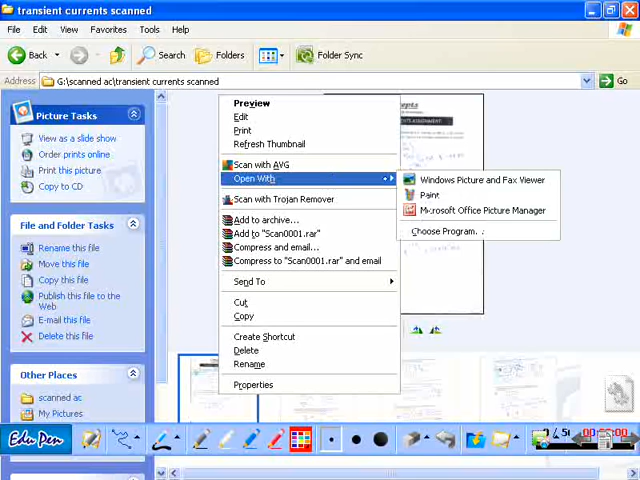 transient currents scanned
File Edit View Favorites Tools Help
Back Search Folders Folder Sync
Address G:\scanned ac\transient currents scanned Go
Picture Tasks
View as a slide show
Order prints online
Print this picture
Copy to CD
File and Folder Tasks
Rename this file
Move this file
Copy this file
Publish this file to the
Web
E-mail this file
Delete this file
Other Places
scanned ac
My Pictures
Preview
Edit
Print
Refresh Thumbnail
Scan with AVG
Open With
Scan with Trojan Remover
Add to archive...
Add to "Scan0001.rar"
Compress and email...
Compress to "Scan0001.rar" and email
Send To
Cut
Copy
Create Shortcut
Delete
Rename
Properties
Windows Picture and Fax Viewer
Paint
Microsoft Office Picture Manager
Choose Program...
Edu Pen